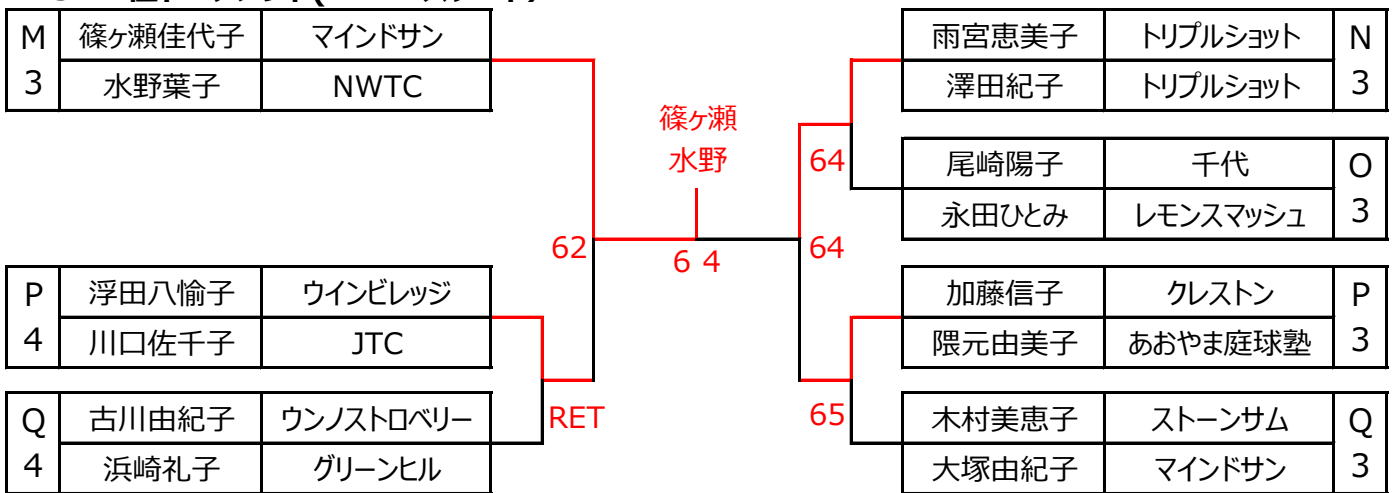 M 篠ヶ瀬佳代子 マインドサン
3 水野葉子 NWTC
雨宮恵美子 トリプルショット N
澤田紀子 トリプルショット 3
篠ヶ瀬
水野
64
尾崎陽子 千代 O
永田ひとみ レモンスマッシュ 3
62
6 4
64
P 浮田八愉子 ウインビレッジ
4 川口佐千子 JTC
加藤信子 クレストン P
隈元由美子 あおやま庭球塾 3
Q 古川由紀子 ウンノストロベリー
4 浜崎礼子 グリーンヒル
RET
65
木村美恵子 ストーンサム Q
大塚由紀子 マインドサン 3